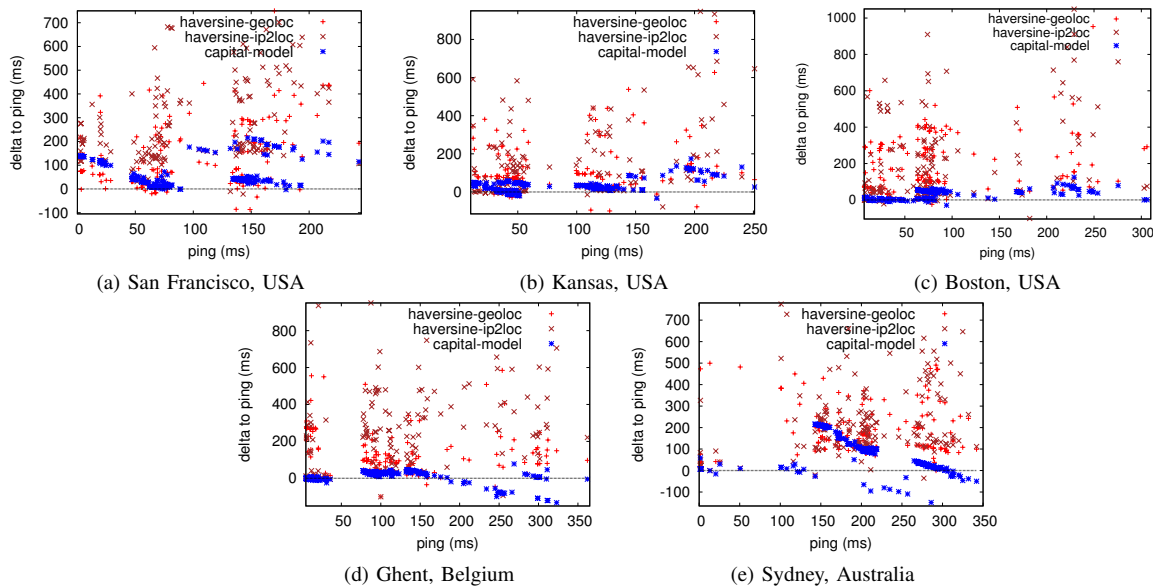 delta to ping (ms)
750
700
600
500
400
300
200
100
0
-100
haversine-geoloc
haversine-ip2loc
capital-model
0
50
100
150
200
ping (ms)
(a) San Francisco, USA
delta to ping (ms)
800
600
400
200
0
haversine-geoloc
haversine-ip2loc
capital-model
50
100
150
200
250
ping (ms)
(b) Kansas, USA
delta to ping (ms)
1000
800
600
400
200
0
haversine-geoloc
haversine-ip2loc
capital-model
50
100
150
200
250
300
ping (ms)
(c) Boston, USA
delta to ping (ms)
800
600
400
200
0
haversine-geoloc
haversine-ip2loc
capital-model
50
100
150
200
250
300
350
ping (ms)
(d) Ghent, Belgium
delta to ping (ms)
700
600
500
400
300
200
100
0
-100
haversine-geoloc
haversine-ip2loc
capital-model
0
50
100
150
200
250
300
350
ping (ms)
(e) Sydney, Australia